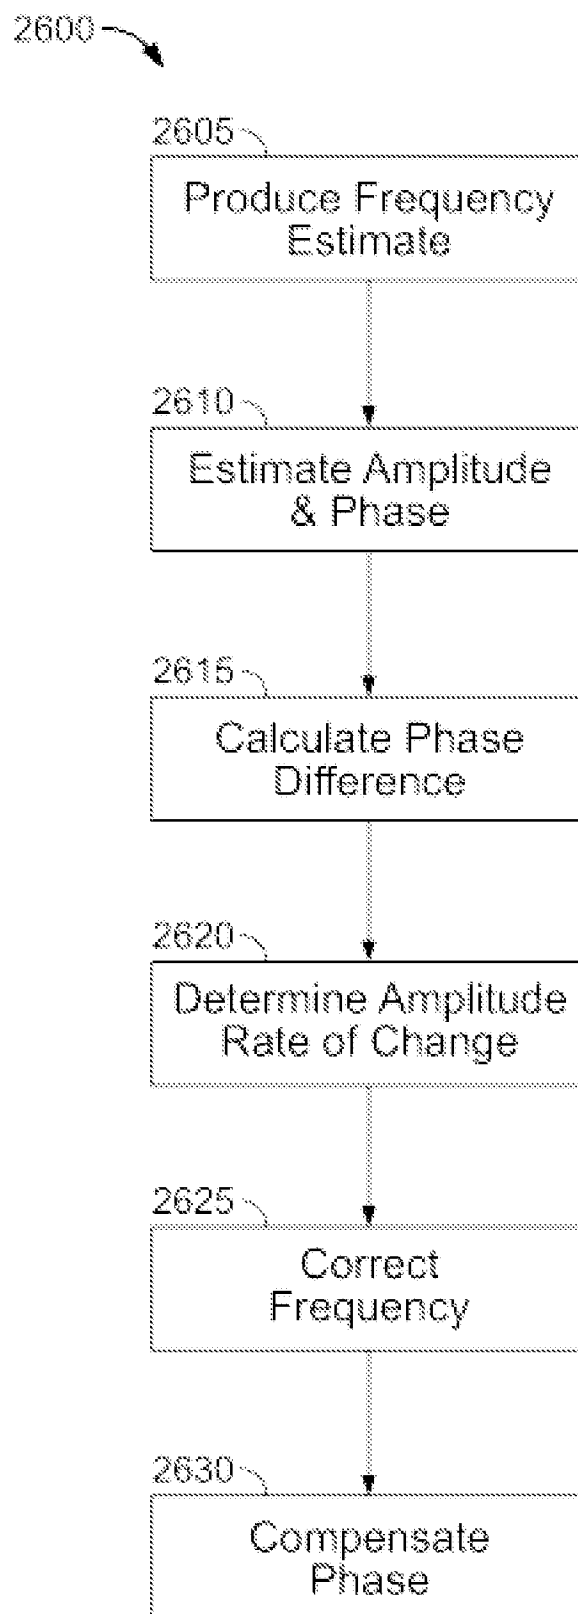 2600
2605
Produce Frequency
Estimate
2610
Estimate Amplitude
& Phase
2615
Calculate Phase
Difference
2620
Determine Amplitude
Rate of Change
2625
Correct
Frequency
2630
Compensate
Phase